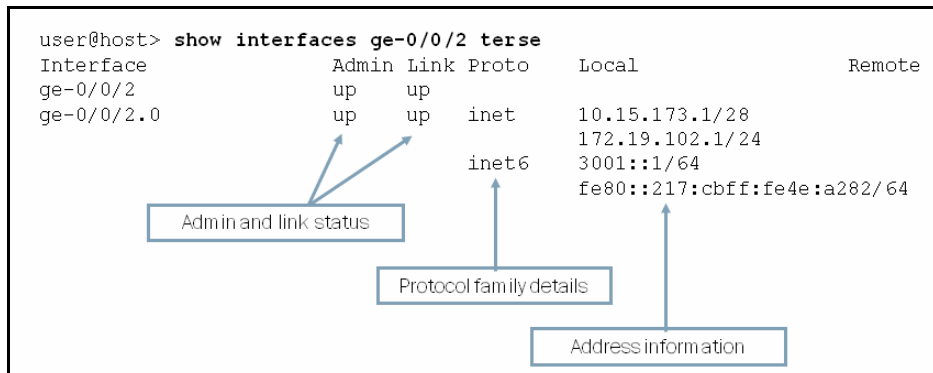 user@host> show interfaces ge-0/0/2 terse
Interface Admin Link Proto Local Remote
ge-0/0/2 up up
ge-0/0/2.0 up up inet 10.15.173.1/28
172.19.102.1/24
inet6 3001::1/64
fe80::217:cbff:fe4e:a282/64
Admin and link status
Protocol family details
Address information